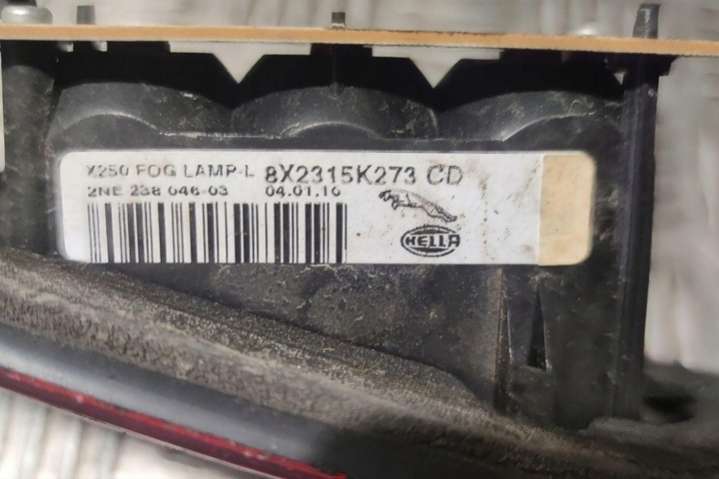 X250 FOG LAMP-L 8X2315K273 CD
2NE 238 046-03 04.01.10
HELLA